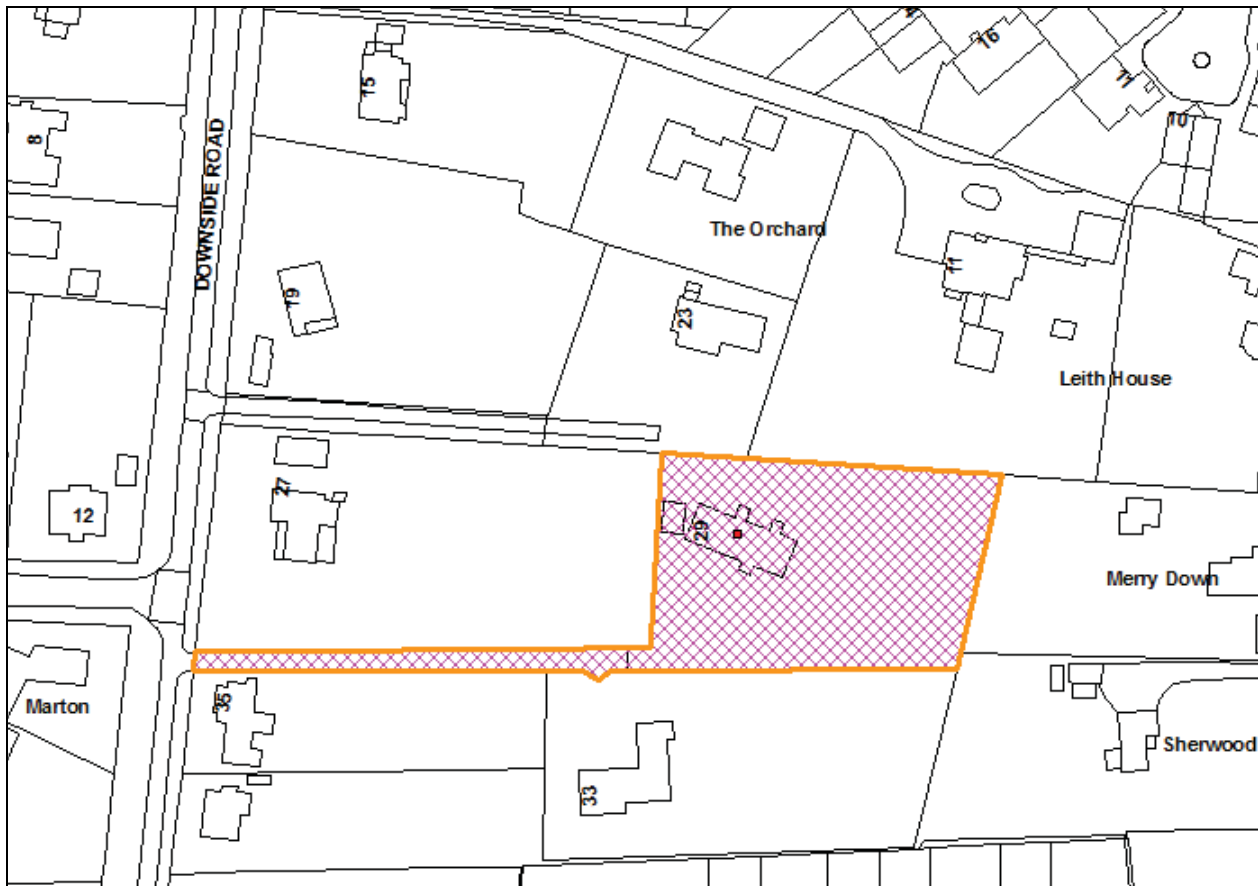 4
16
11
10
15
8
DOWNSIDE ROAD
The Orchard
11
19
23
Leith House
27
12
29
Merry Down
35
Marton
Sherwood
33